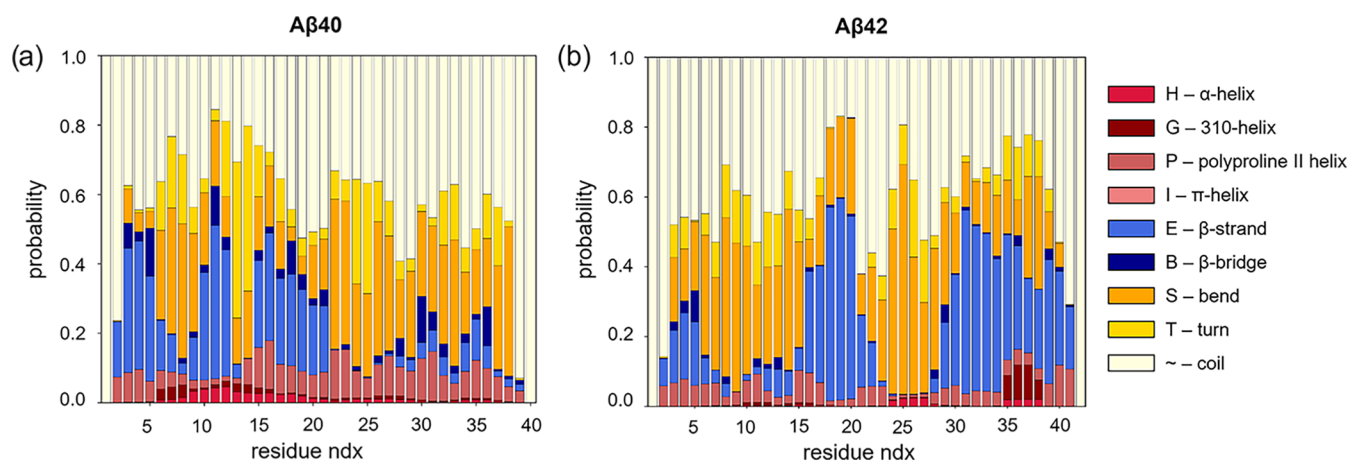 Aβ40
Aβ42
(a)
(b)
1.0
0.8
0.6
0.4
0.2
0.0
probability
5
10
15
20
25
30
35
40
residue ndx
1.0
0.8
0.6
0.4
0.2
0.0
probability
5
10
15
20
25
30
35
40
residue ndx
H – α-helix
G – 310-helix
P – polyproline II helix
I – π-helix
E – β-strand
B – β-bridge
S – bend
T – turn
~ – coil